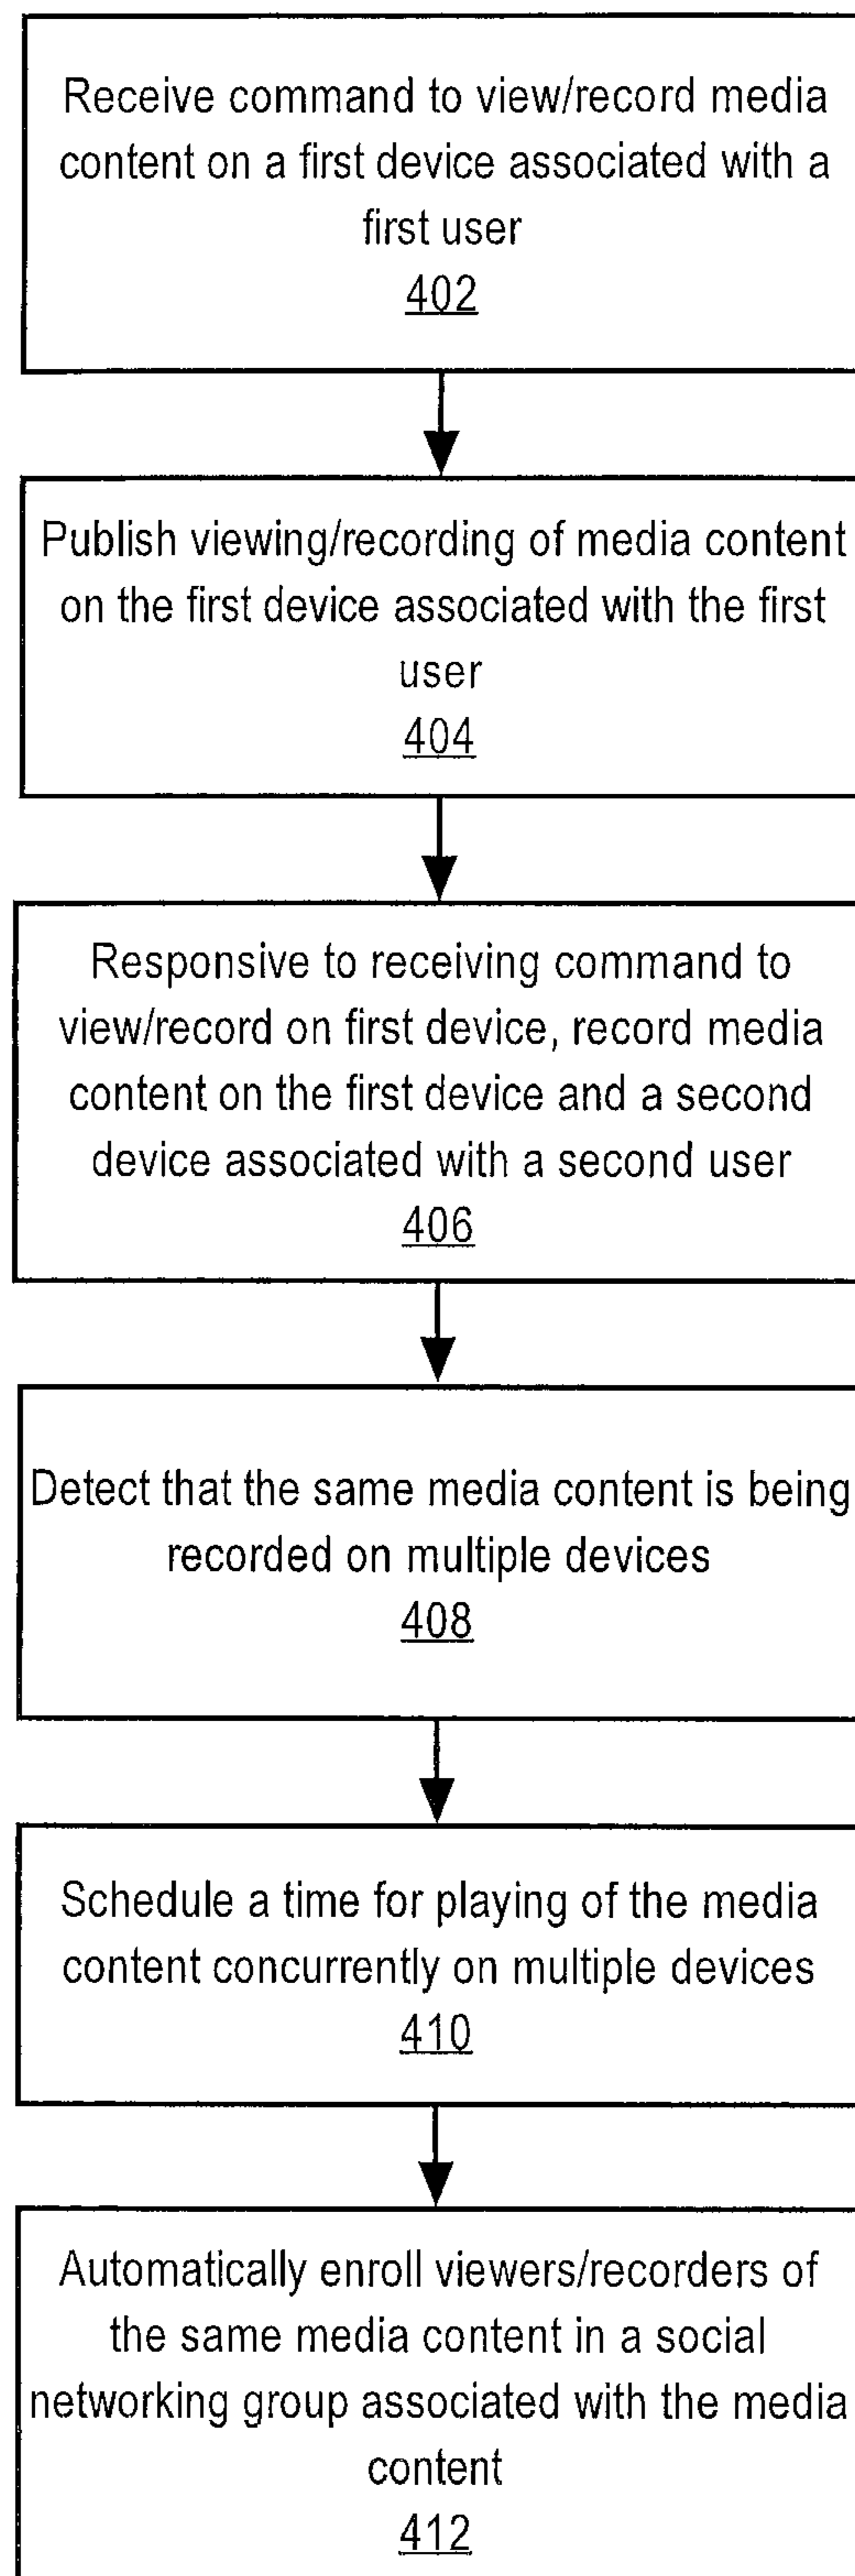 Receive command to view/record media
content on a first device associated with a
first user
402
Publish viewing/recording of media content
on the first device associated with the first
user
404
Responsive to receiving command to
view/record on first device, record media
content on the first device and a second
device associated with a second user
406
Detect that the same media content is being
recorded on multiple devices
408
Schedule a time for playing of the media
content concurrently on multiple devices
410
Automatically enroll viewers/recorders of
the same media content in a social
networking group associated with the media
content
412